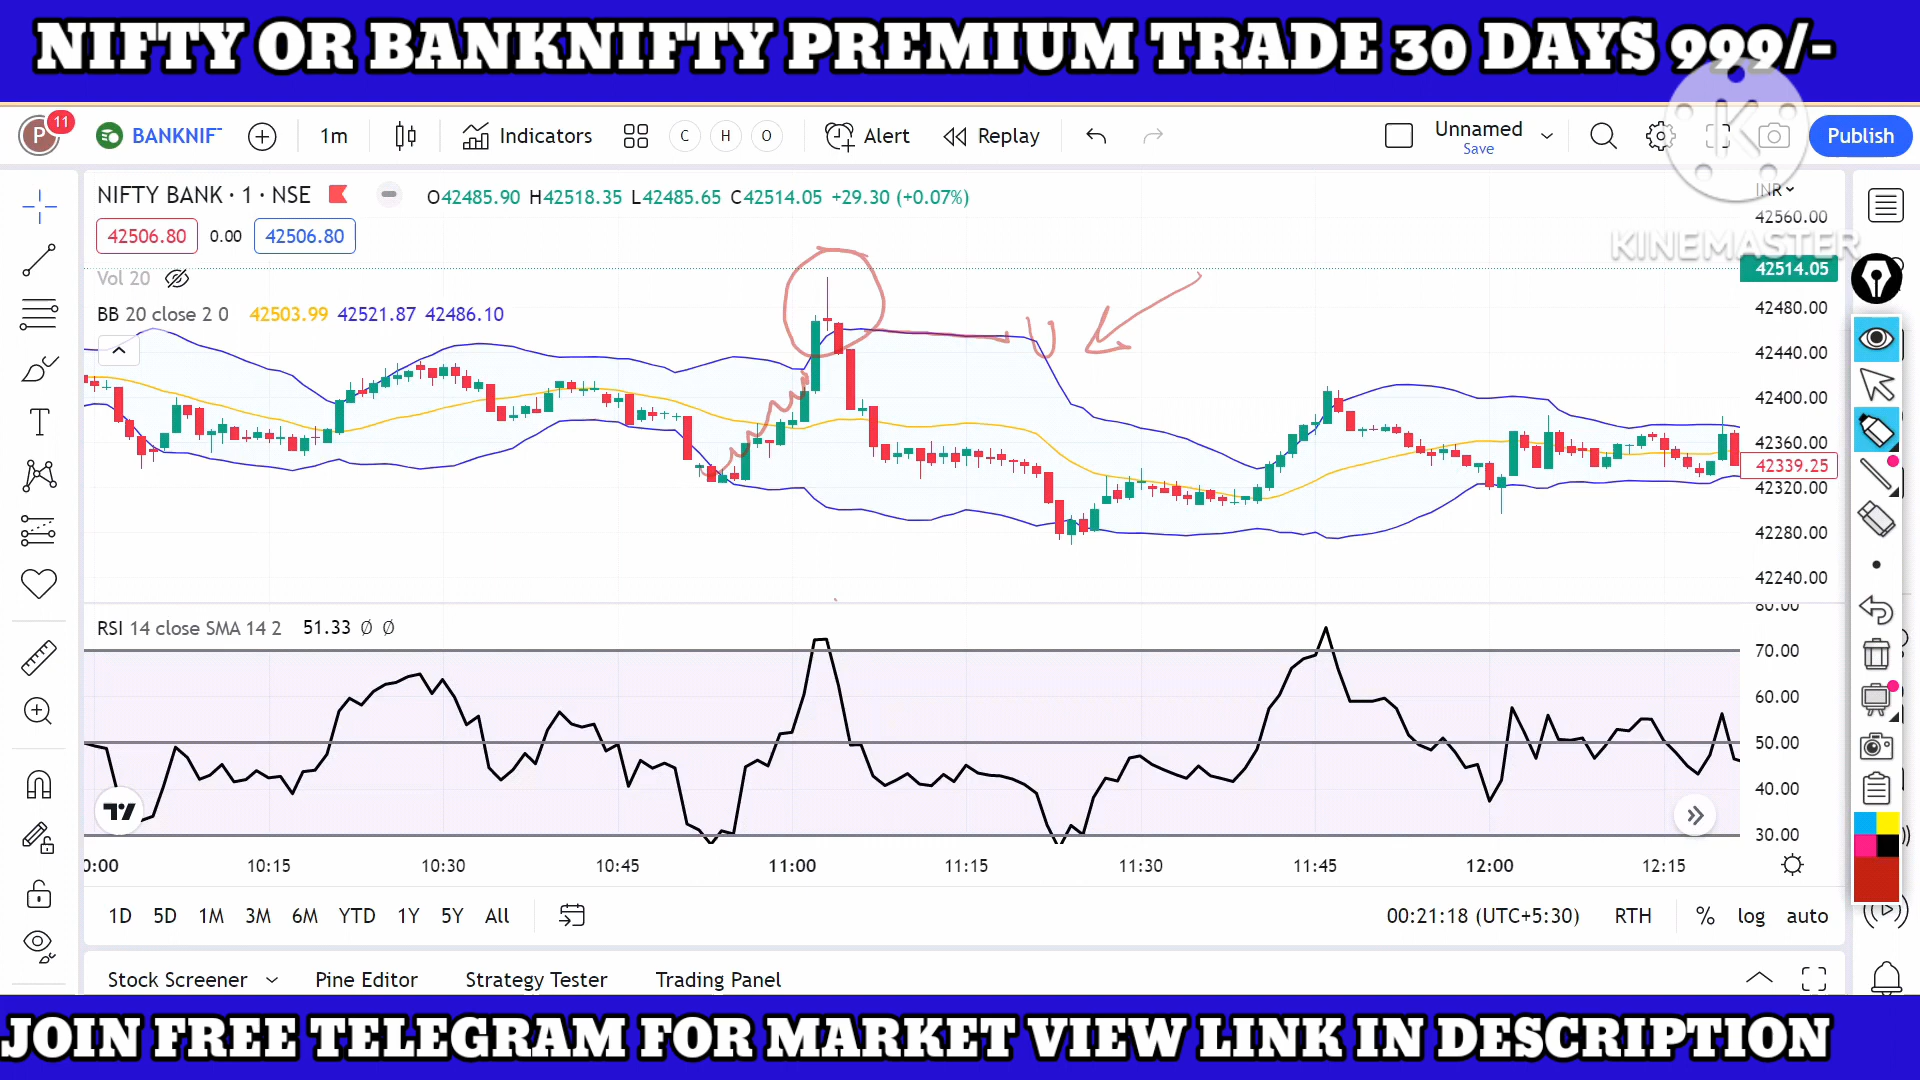 NIFTY OR BANKNIFTY PREMIUM TRADE 30 DAYS 999/-
P 11 BANKNIF 1m Indicators C H O Alert Replay Unnamed Save Publish
NIFTY BANK · 1 · NSE O42485.90 H42518.35 L42485.65 C42514.05 +29.30 (+0.07%)
INR
42506.80 0.00 42506.80
KINEMASTER
Vol 20
BB 20 close 2 0 42503.99 42521.87 42486.10
42560.00
42514.05
42480.00
42440.00
42400.00
42360.00
42339.25
42320.00
42280.00
42240.00
RSI 14 close SMA 14 2 51.33 Ø Ø
80.00
70.00
60.00
50.00
40.00
30.00
0:00 10:15 10:30 10:45 11:00 11:15 11:30 11:45 12:00 12:15
1D 5D 1M 3M 6M YTD 1Y 5Y All 00:21:18 (UTC+5:30) RTH % log auto
Stock Screener Pine Editor Strategy Tester Trading Panel
JOIN FREE TELEGRAM FOR MARKET VIEW LINK IN DESCRIPTION